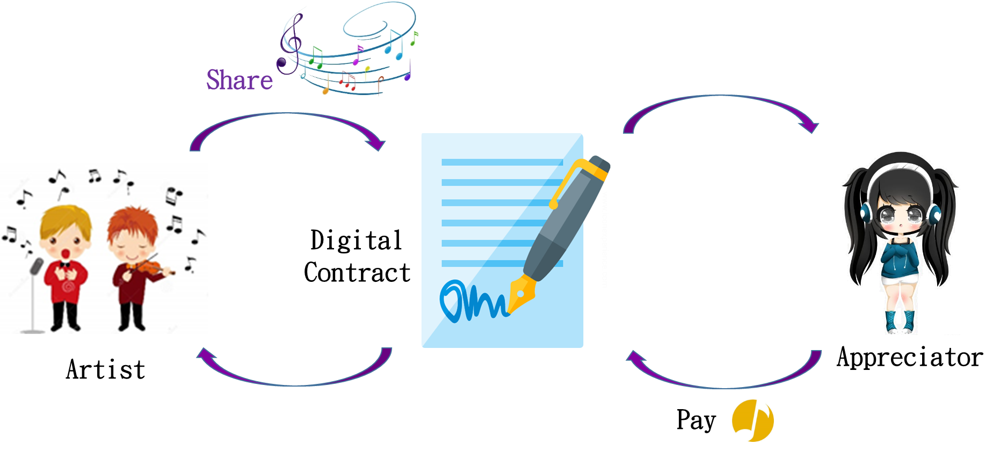 Share
Digital
Contract
Artist
Appreciator
Pay